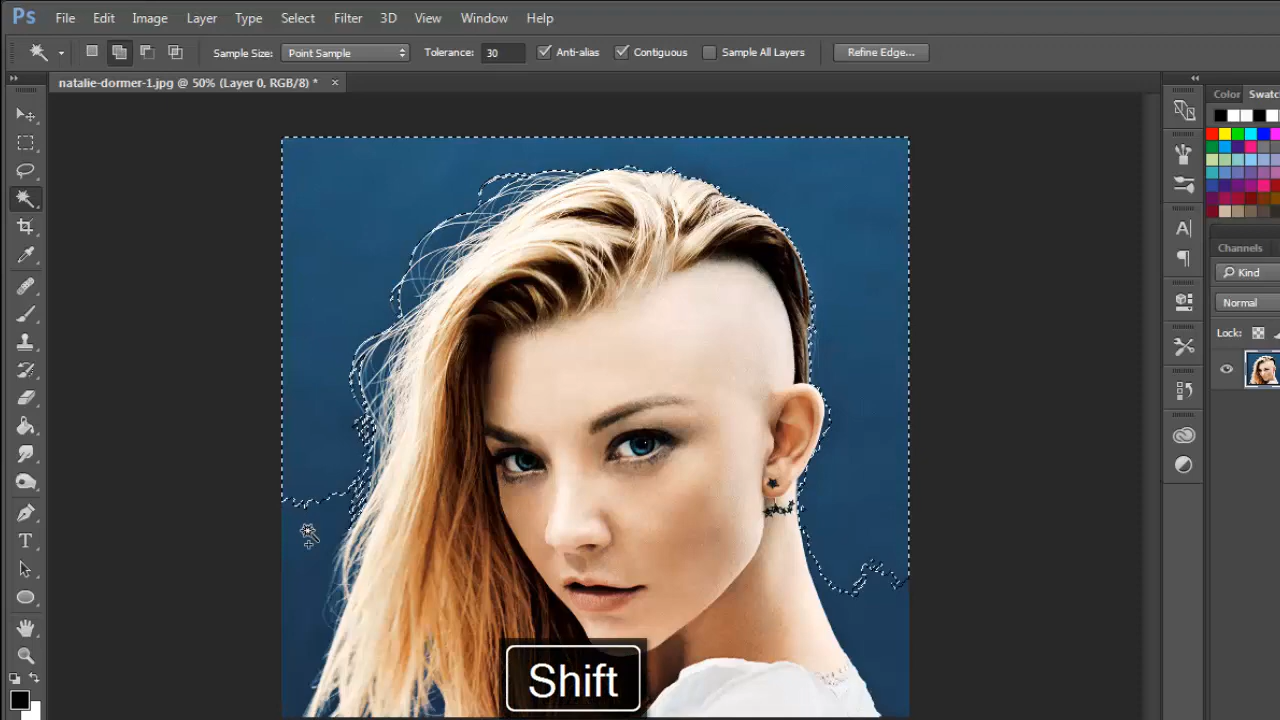 Ps File Edit Image Layer Type Select Filter 3D View Window Help
Sample Size: Point Sample Tolerance: 30 Anti-alias Contiguous Sample All Layers Refine Edge...
natalie-dormer-1.jpg @ 50% (Layer 0, RGB/8) * ×
Color Swatc
Channels
Kind
Normal
Lock:
Shift